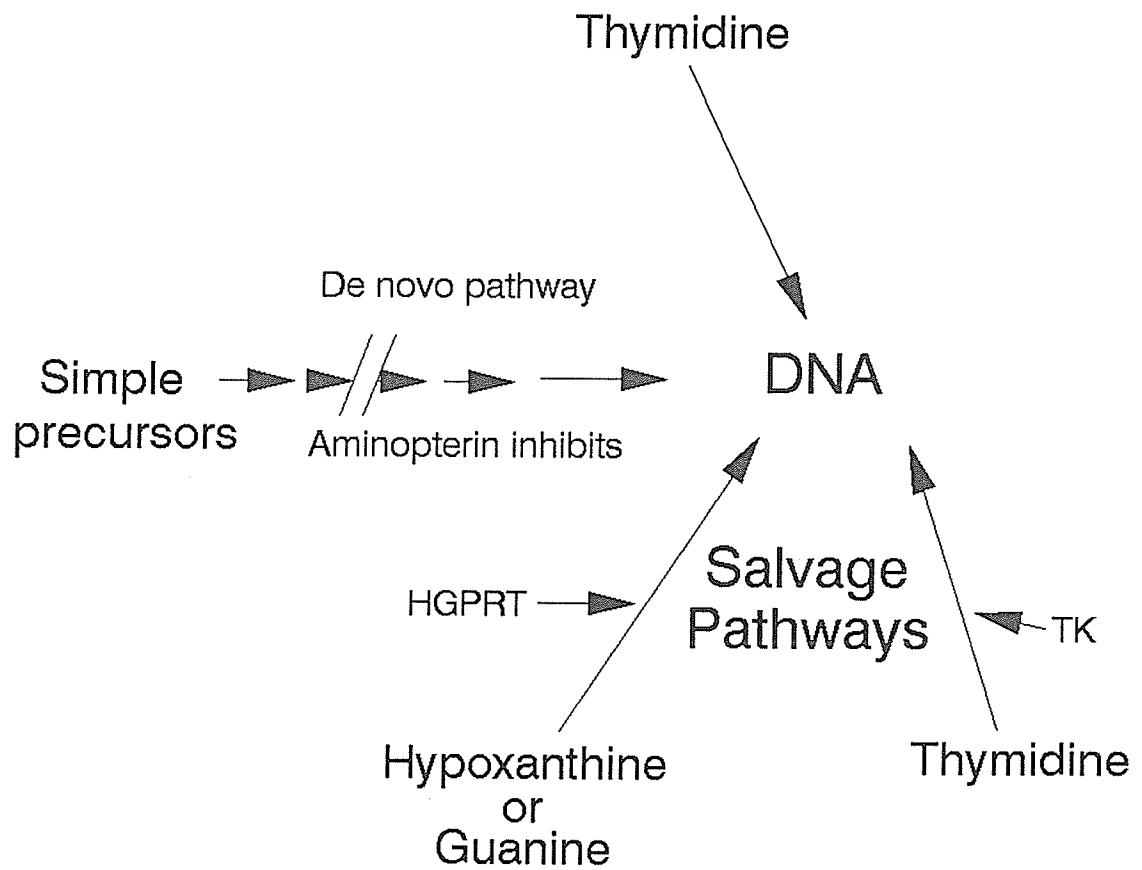 Thymidine
De novo pathway
Simple
precursors
DNA
Aminopterin inhibits
Salvage
Pathways
HGPRT
TK
Hypoxanthine
or
Guanine
Thymidine